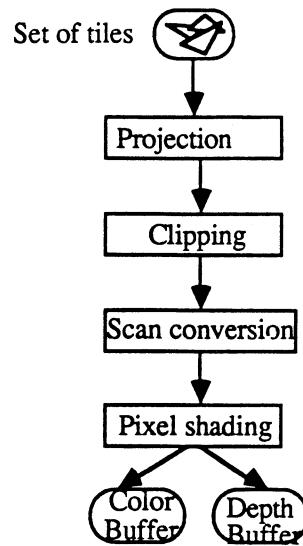 Set of tiles
Projection
Clipping
Scan conversion
Pixel shading
Color
Buffer
Depth
Buffer